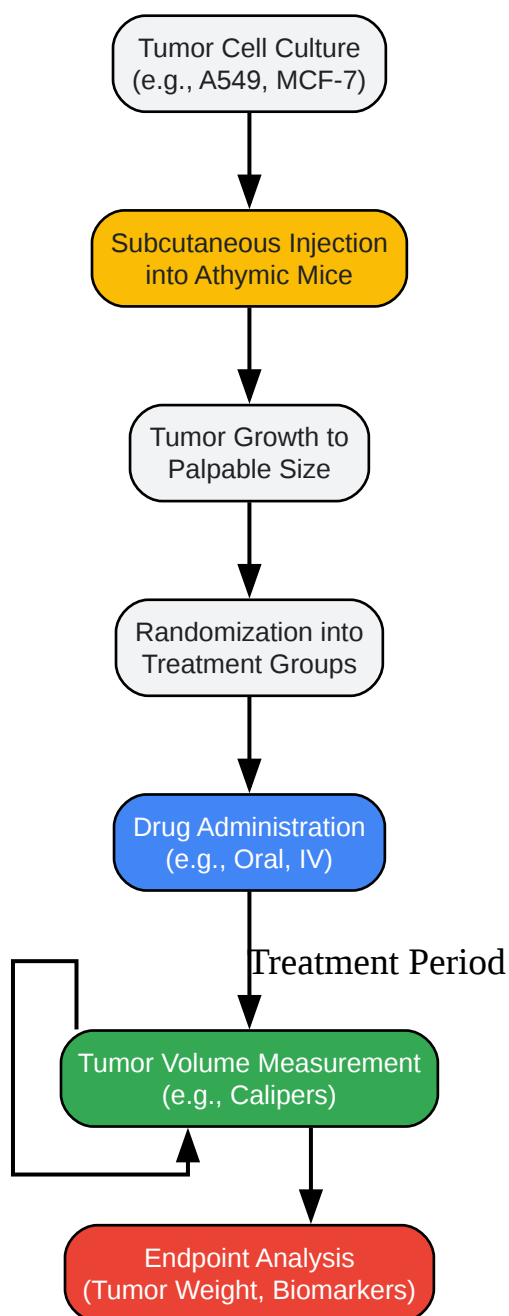 Tumor Cell Culture
(e.g., A549, MCF-7)
Subcutaneous Injection
into Athymic Mice
Tumor Growth to
Palpable Size
Randomization into
Treatment Groups
Drug Administration
(e.g., Oral, IV)
Treatment Period
Tumor Volume Measurement
(e.g., Calipers)
Endpoint Analysis
(Tumor Weight, Biomarkers)